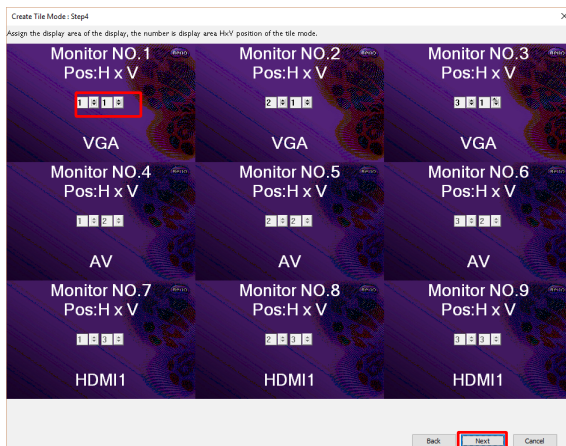 Create Tile Mode : Step4
Assign the display area of the display, the number is display area HxV position of the tile mode.
Monitor NO.1 Monitor NO.2 Monitor NO.3
Pos:H x V Pos:H x V Pos:H x V
1 1 2 1 3 1
VGA VGA VGA
Monitor NO.4 Monitor NO.5 Monitor NO.6
Pos:H x V Pos:H x V Pos:H x V
1 2 2 2 3 2
AV AV AV
Monitor NO.7 Monitor NO.8 Monitor NO.9
Pos:H x V Pos:H x V Pos:H x V
1 3 2 3 3 3
HDMI1 HDMI1 HDMI1
Back Next Cancel